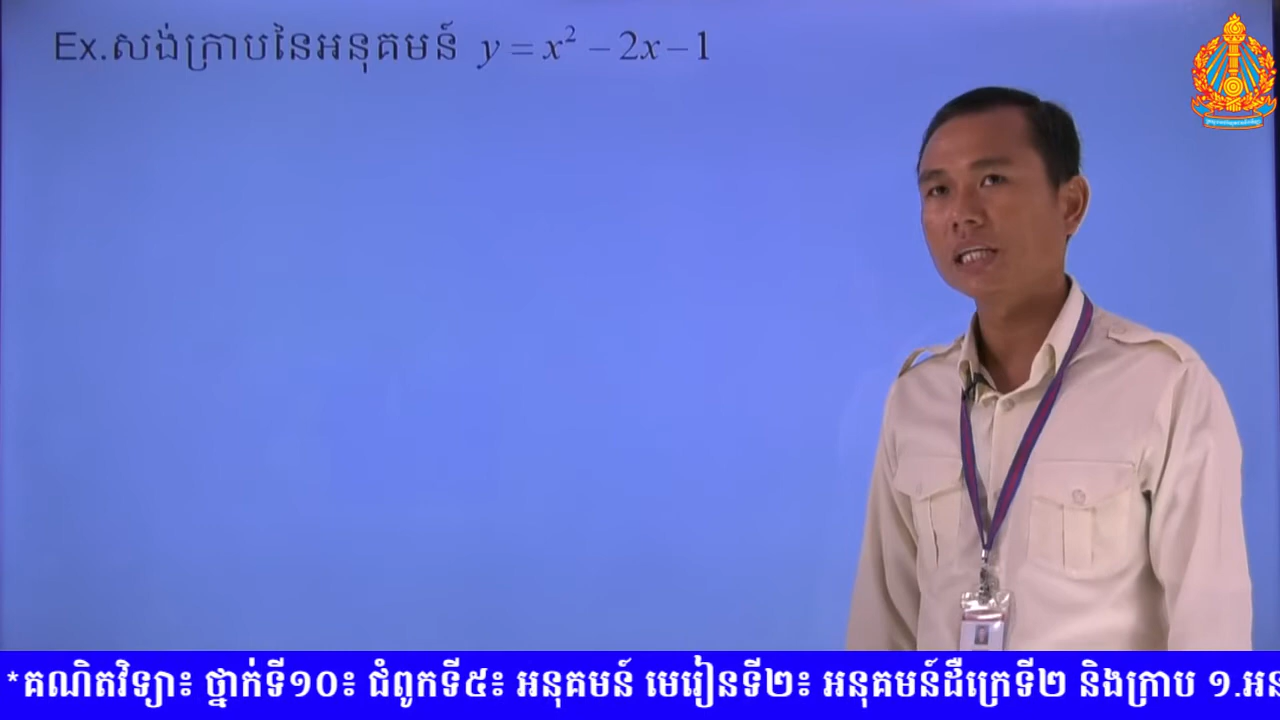 Ex.សង់ក្រាបនៃអនុគមន៍ y = x² − 2x − 1
*គណិតវិទ្យា៖ ថ្នាក់ទី១០៖ ជំពូកទី៥៖ អនុគមន៍ មេរៀនទី២៖ អនុគមន៍ដឺក្រេទី២ និងក្រាប ១.អន